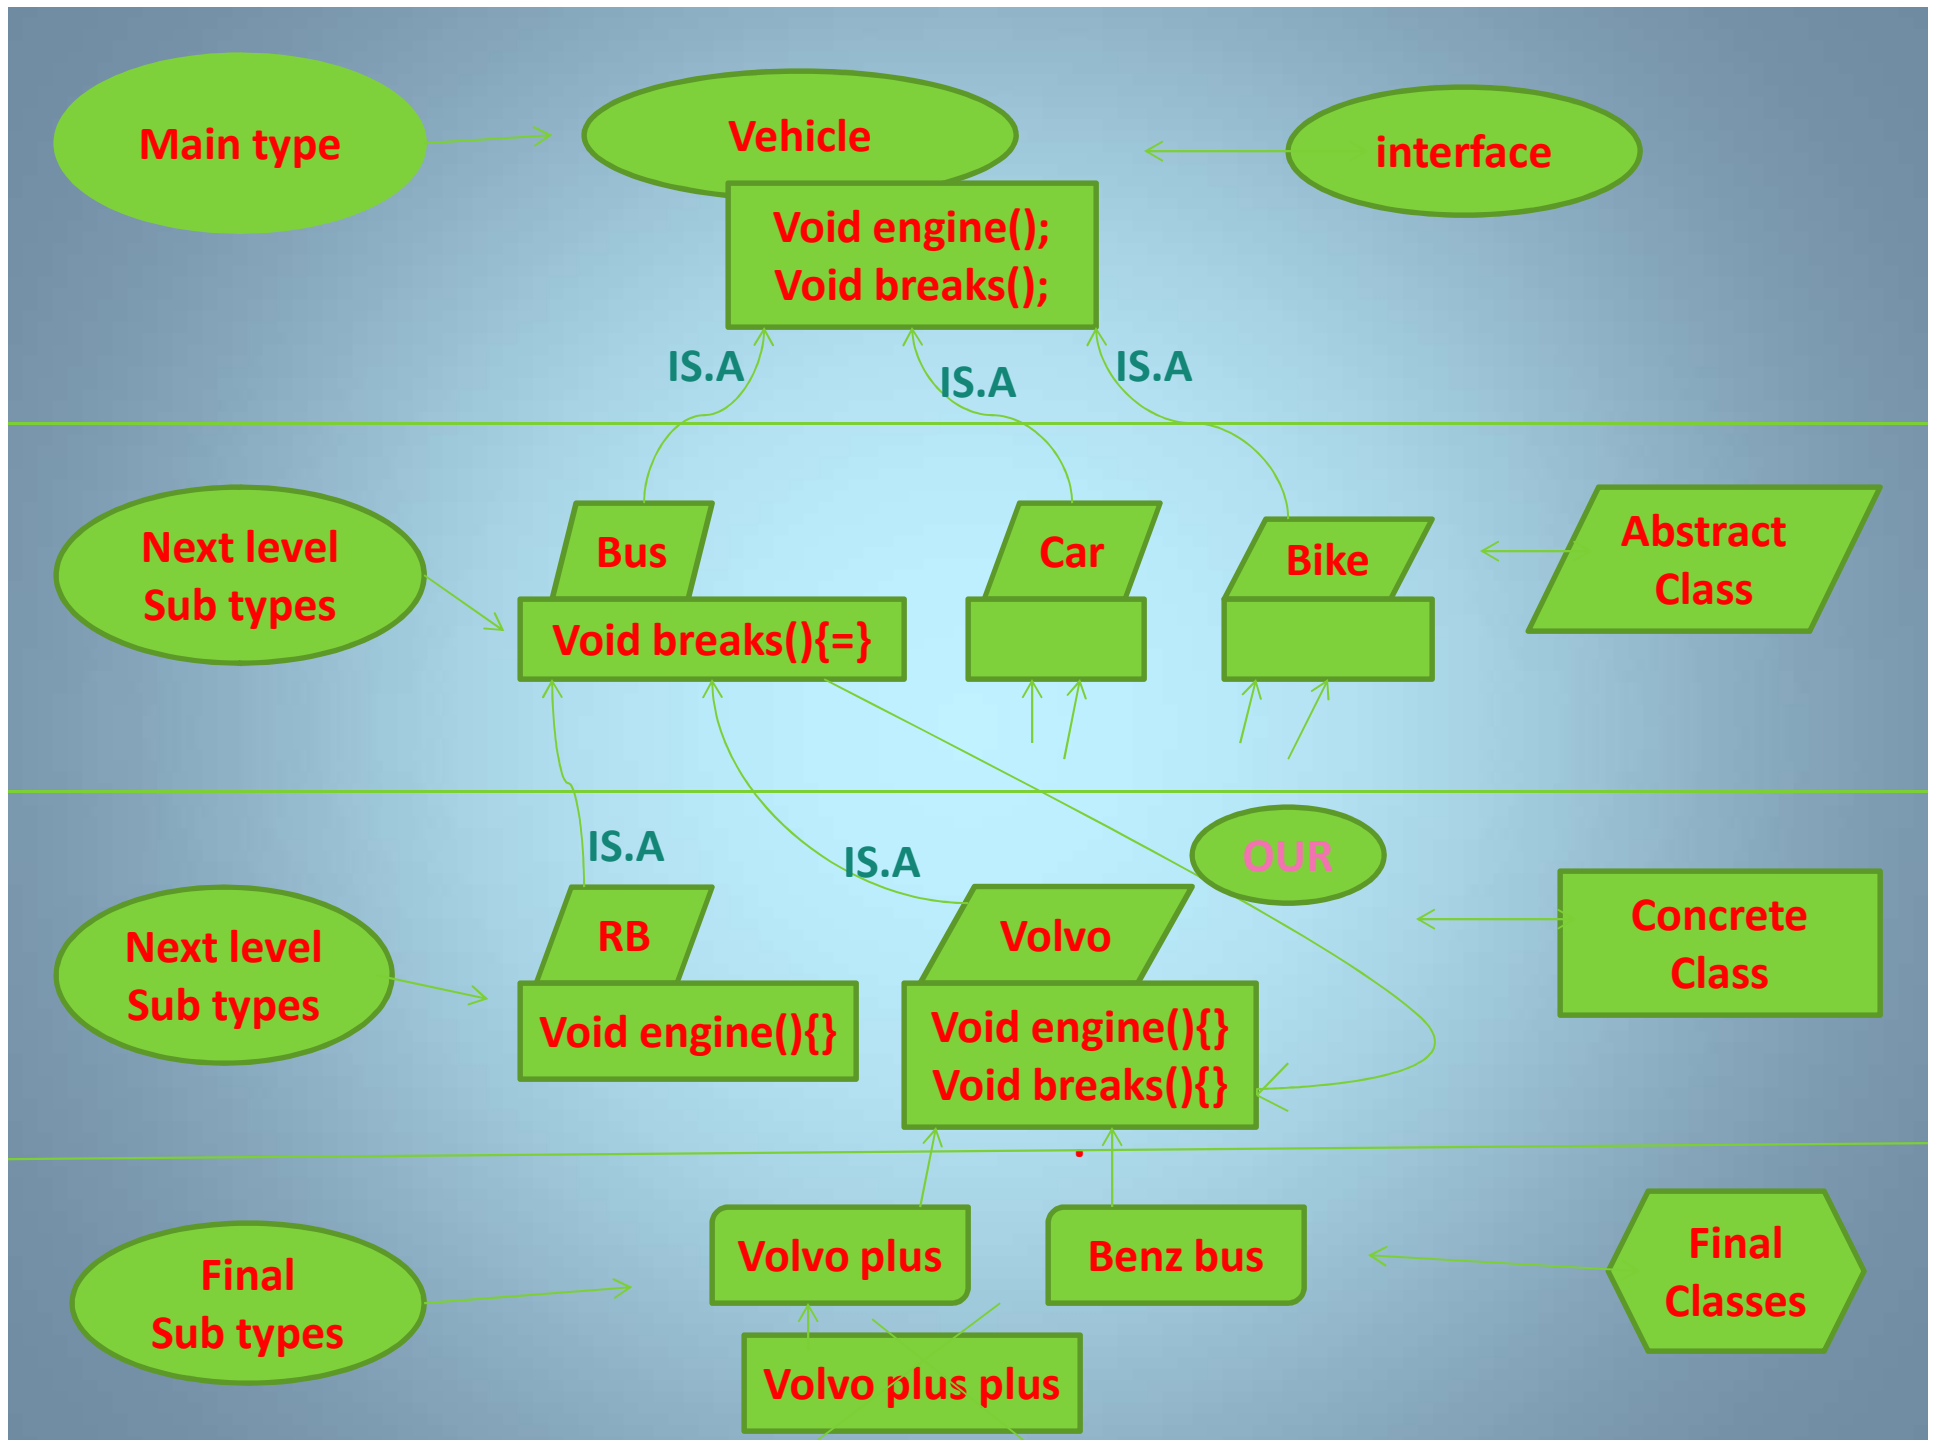 Main type
Vehicle
interface
Void engine();
Void breaks();
IS.A
IS.A
IS.A
Next level
Sub types
Bus
Car
Bike
Abstract
Class
Void breaks(){=}
IS.A
IS.A
OUR
Next level
Sub types
RB
Volvo
Concrete
Class
Void engine(){}
Void engine(){}
Void breaks(){}
.
Final
Sub types
Volvo plus
Benz bus
Final
Classes
Volvo plus plus